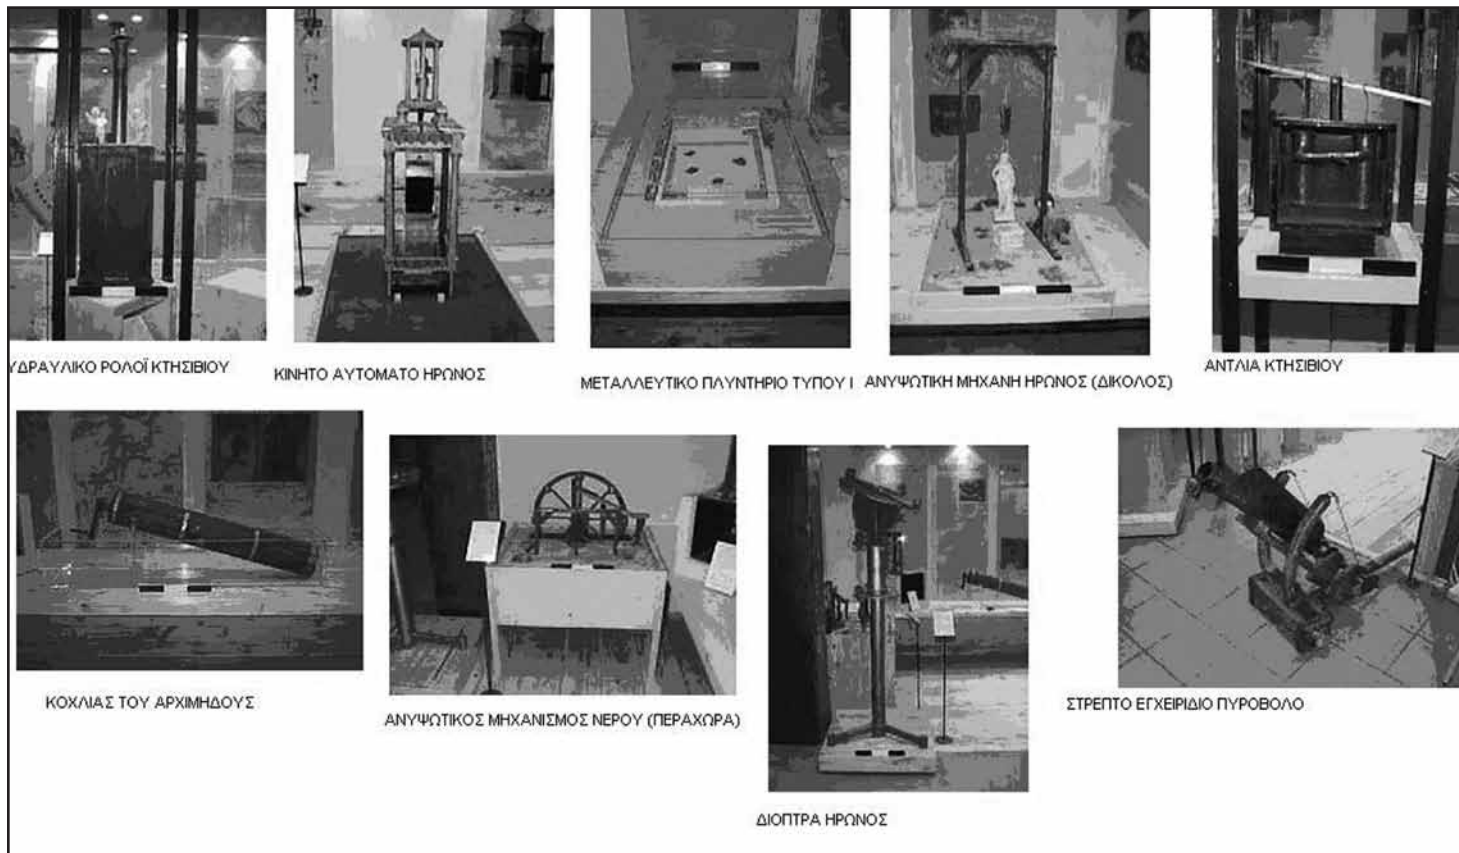 ΥΔΡΑΥΛΙΚΟ ΡΟΛΟΪ ΚΤΗΣΙΒΙΟΥ
ΚΙΝΗΤΟ ΑΥΤΟΜΑΤΟ ΗΡΩΝΟΣ
ΜΕΤΑΛΛΕΥΤΙΚΟ ΠΛΥΝΤΗΡΙΟ ΤΥΠΟΥ Ι
ΑΝΥΨΩΤΙΚΗ ΜΗΧΑΝΗ ΗΡΩΝΟΣ (ΔΙΚΟΛΟΣ)
ΑΝΤΛΙΑ ΚΤΗΣΙΒΙΟΥ
ΚΟΧΛΙΑΣ ΤΟΥ ΑΡΧΙΜΗΔΟΥΣ
ΑΝΥΨΩΤΙΚΟΣ ΜΗΧΑΝΙΣΜΟΣ ΝΕΡΟΥ (ΠΕΡΑΧΩΡΑ)
ΔΙΟΠΤΡΑ ΗΡΩΝΟΣ
ΣΤΡΕΠΤΟ ΕΓΧΕΙΡΙΔΙΟ ΠΥΡΟΒΟΛΟ